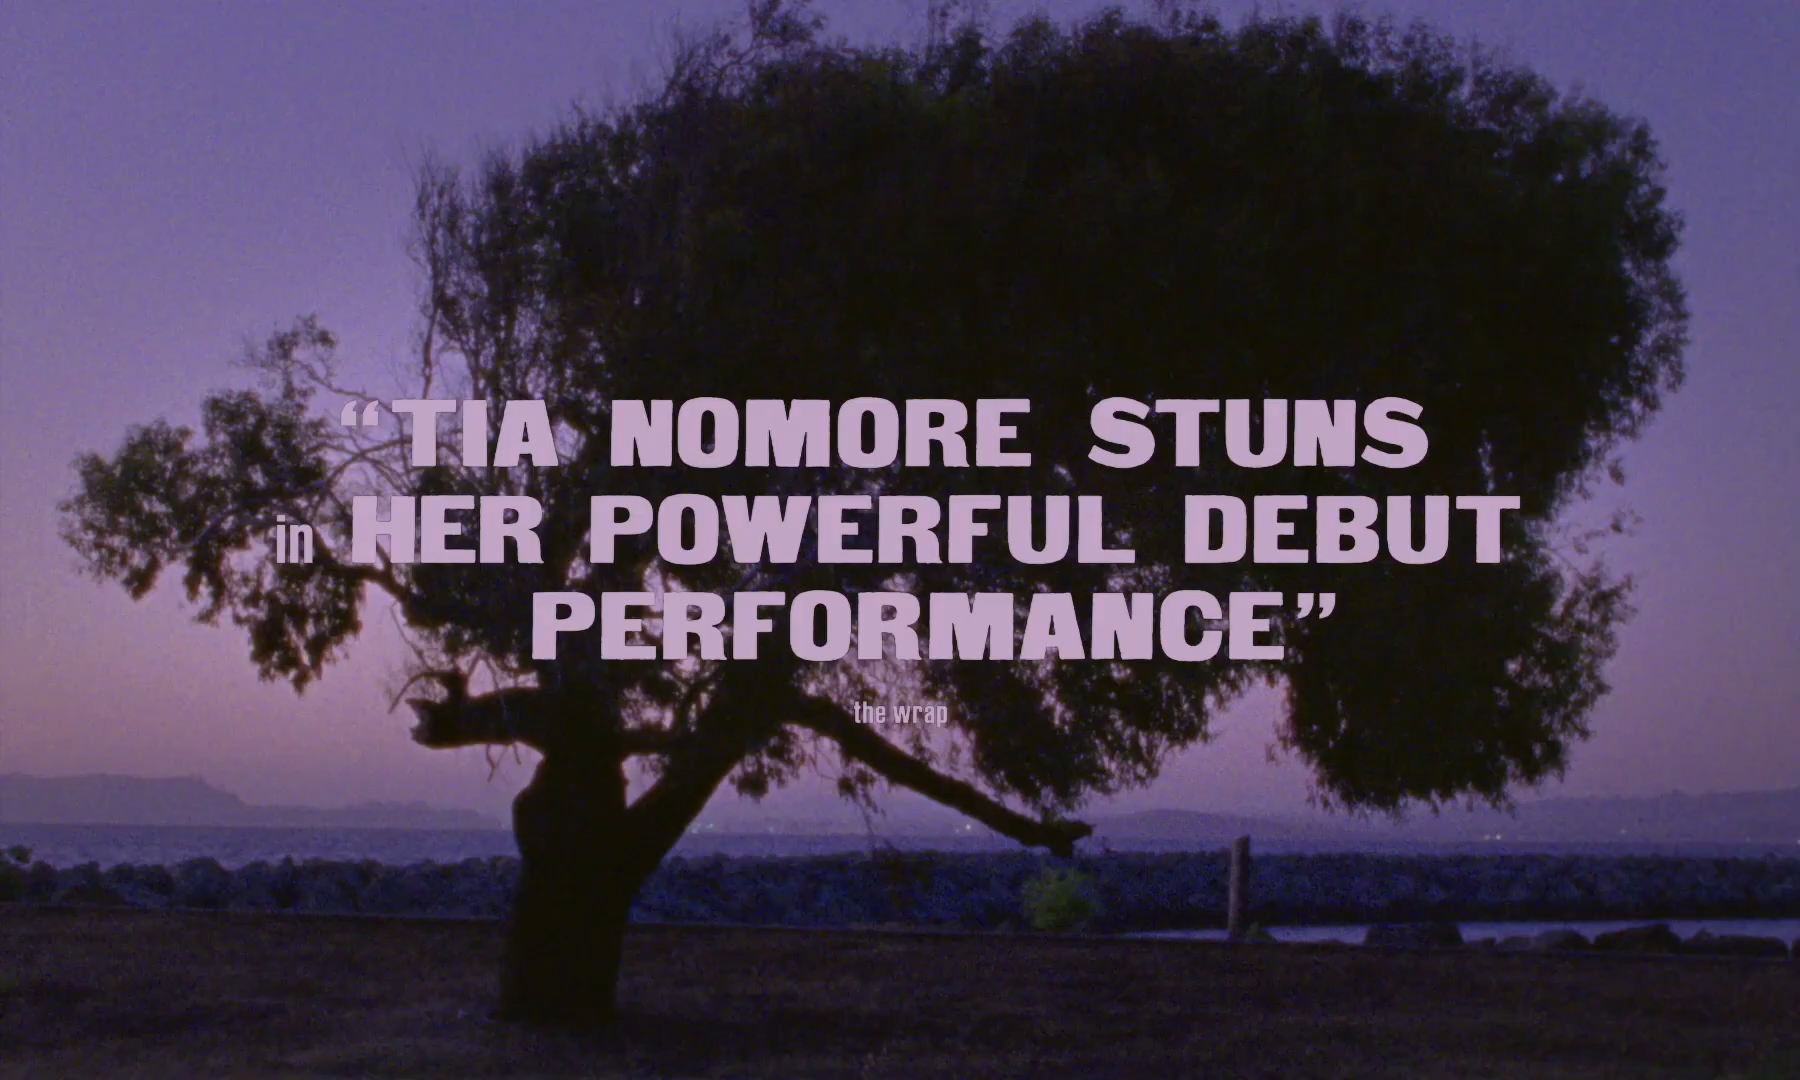 “TIA NOMORE STUNS
in HER POWERFUL DEBUT
PERFORMANCE”
the wrap